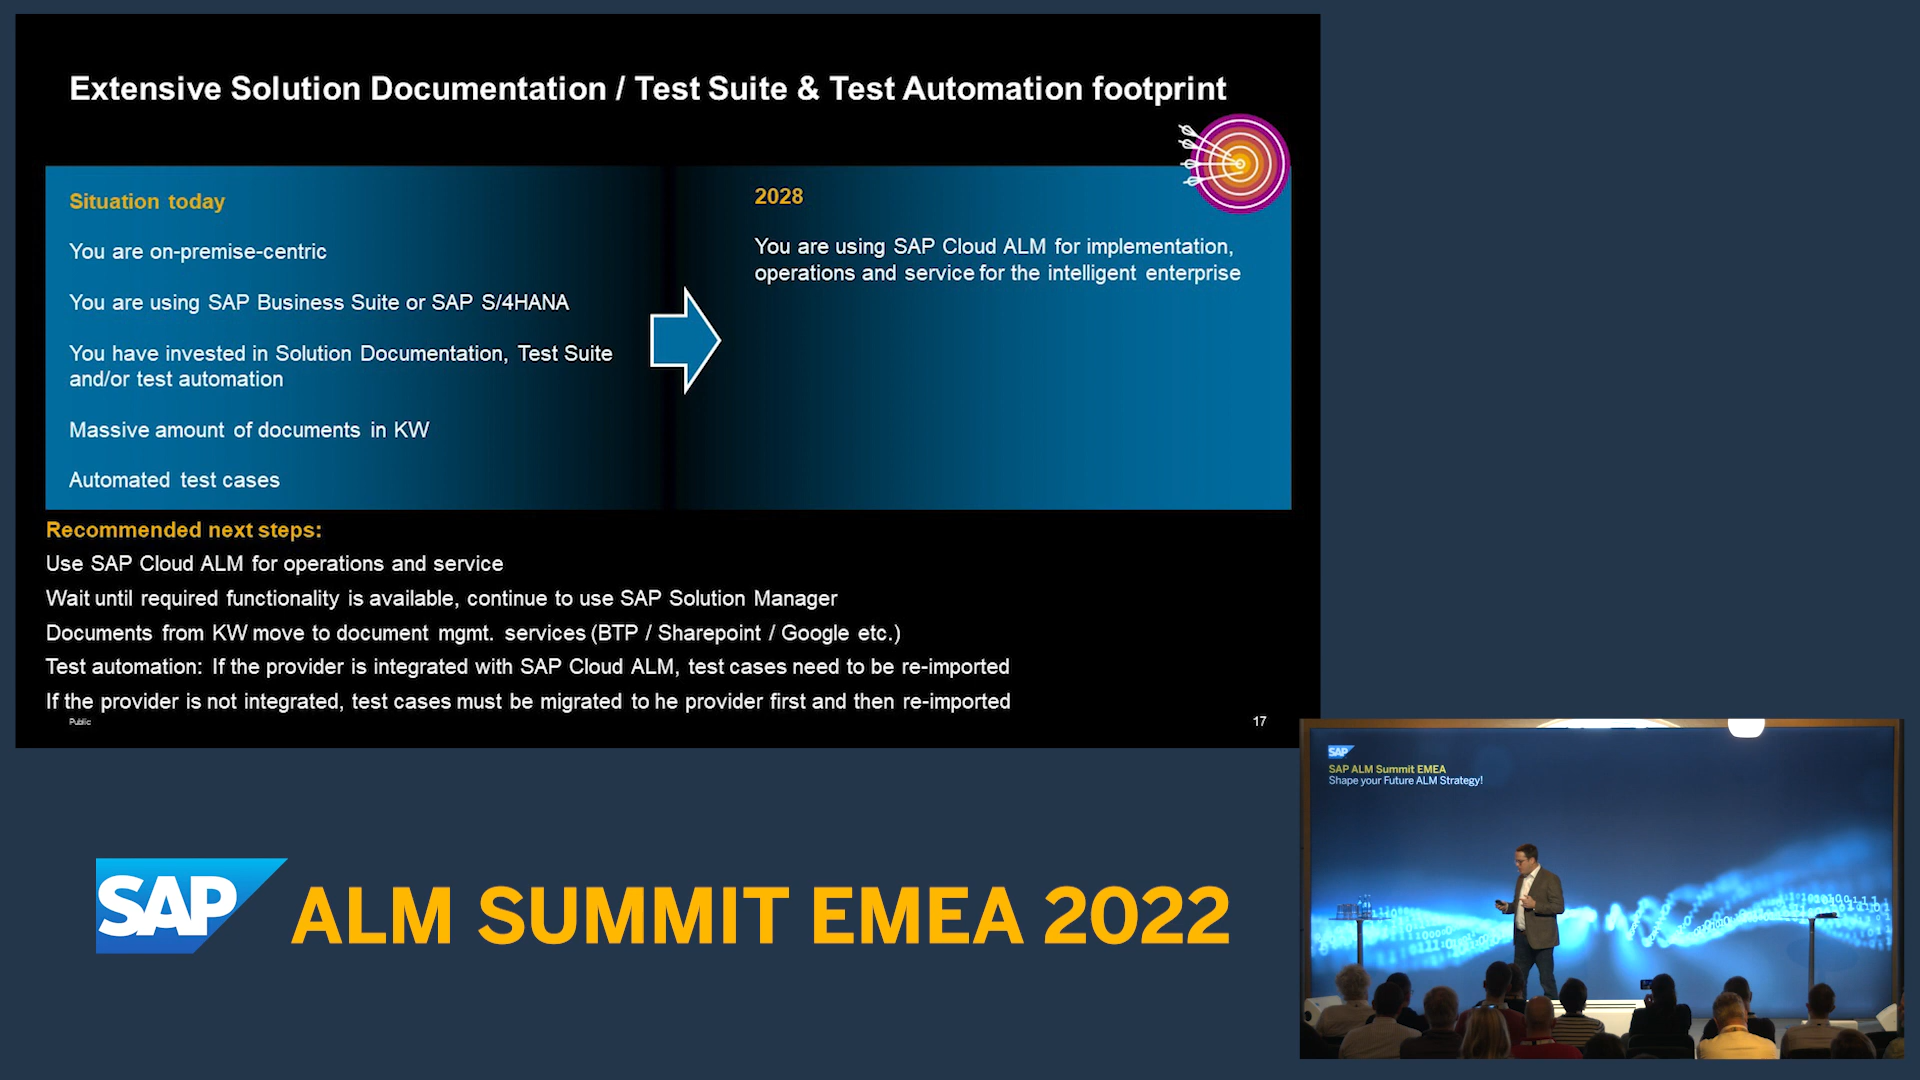 Extensive Solution Documentation / Test Suite & Test Automation footprint
Situation today
You are on-premise-centric
You are using SAP Business Suite or SAP S/4HANA
You have invested in Solution Documentation, Test Suite
and/or test automation
Massive amount of documents in KW
Automated test cases
2028
You are using SAP Cloud ALM for implementation,
operations and service for the intelligent enterprise
Recommended next steps:
Use SAP Cloud ALM for operations and service
Wait until required functionality is available, continue to use SAP Solution Manager
Documents from KW move to document mgmt. services (BTP / Sharepoint / Google etc.)
Test automation: If the provider is integrated with SAP Cloud ALM, test cases need to be re-imported
If the provider is not integrated, test cases must be migrated to he provider first and then re-imported
Public
17
SAP
SAP ALM Summit EMEA
Shape your Future ALM Strategy!
SAP ALM SUMMIT EMEA 2022